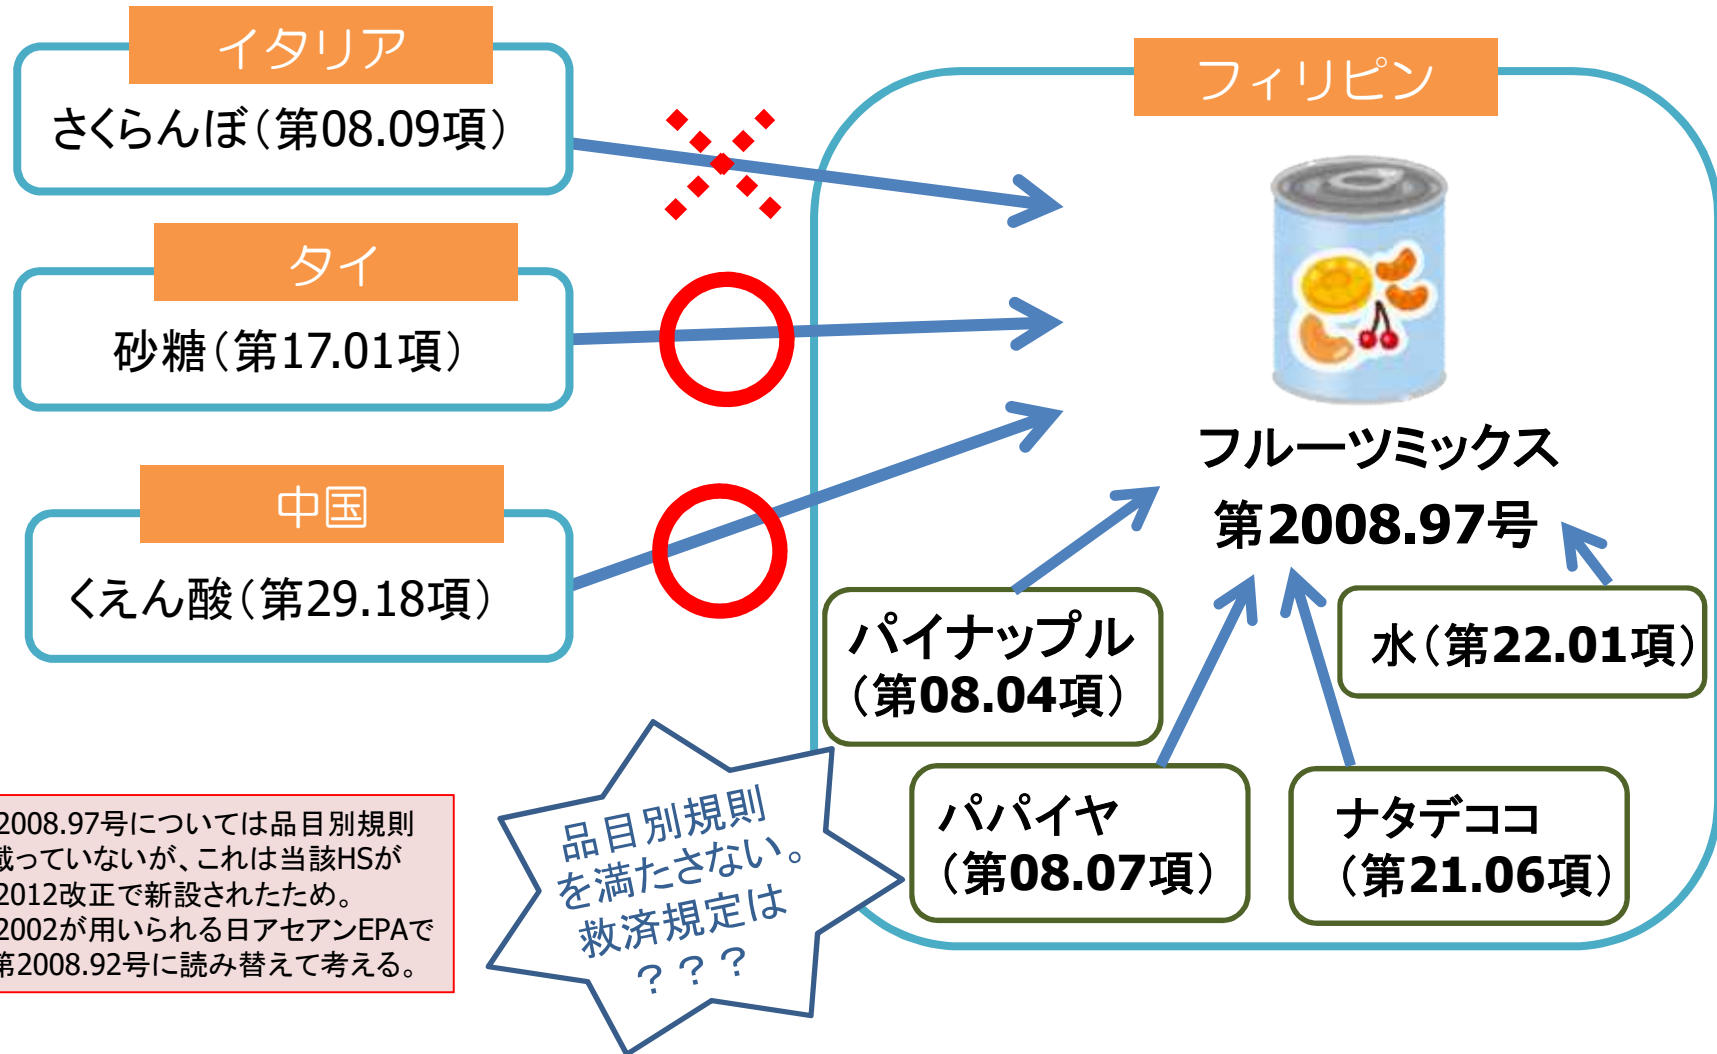 イタリア
さくらんぼ（第08.09項）
タイ
砂糖（第17.01項）
中国
くえん酸（第29.18項）
フィリピン
フルーツミックス
第2008.97号
パイナップル
（第08.04項）
水（第22.01項）
パパイヤ
（第08.07項）
ナタデココ
（第21.06項）
品目別規則
を満たさない。
救済規定は
？？？
2008.97号については品目別規則
載っていないが、これは当該HSが
2012改正で新設されたため。
2002が用いられる日アセアンEPAで
第2008.92号に読み替えて考える。